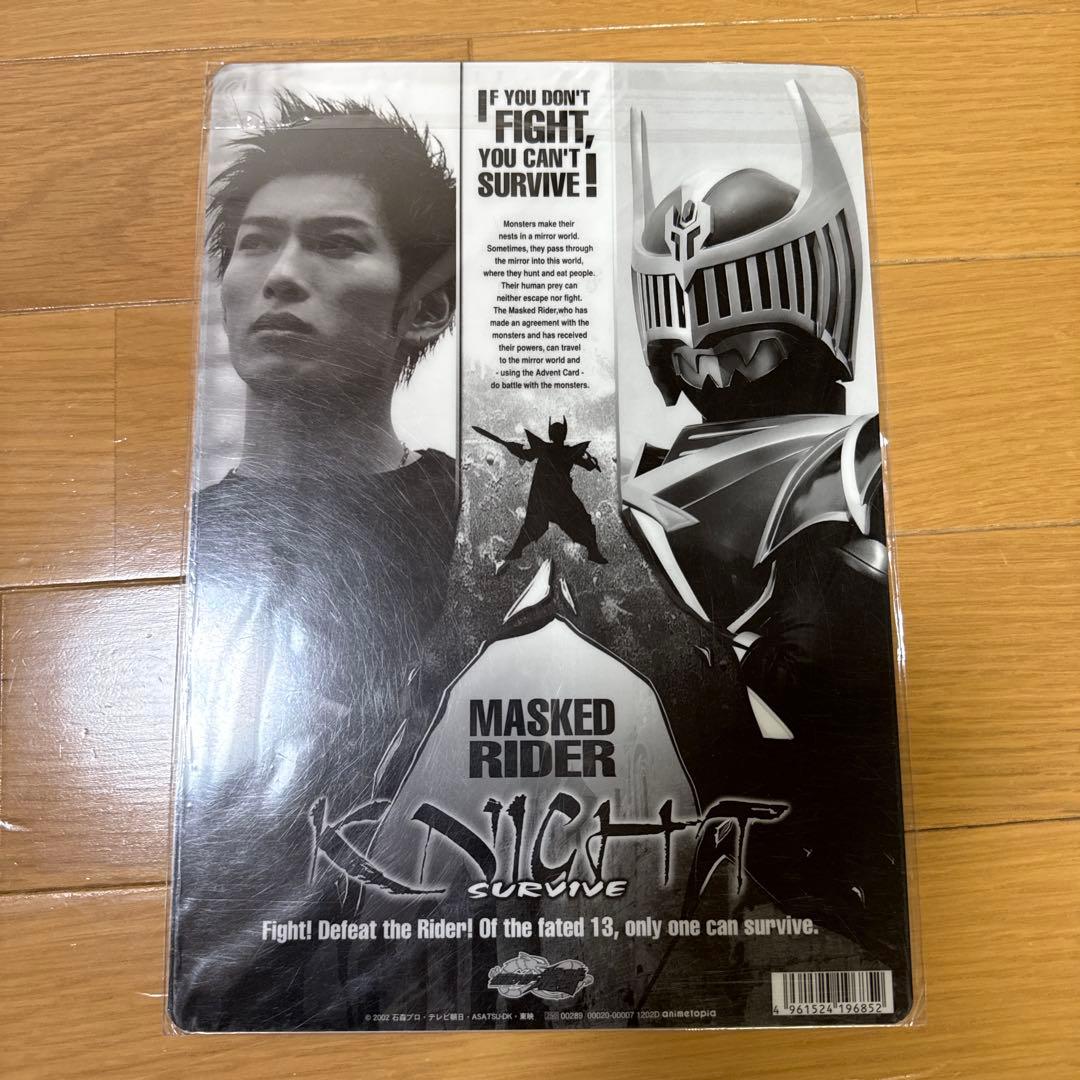 IF YOU DON'T
FIGHT,
YOU CAN'T
SURVIVE!
Monsters make their
nests in a mirror world.
Sometimes, they pass through
the mirror into this world,
where they hunt and eat people.
Their human prey can
neither escape nor fight.
The Masked Rider,who has
made an agreement with the
monsters and has received
their powers, can travel
to the mirror world and
- using the Advent Card -
do battle with the monsters.
MASKED
RIDER
KNIGHT
SURVIVE
Fight! Defeat the Rider! Of the fated 13, only one can survive.
4 961524 196852
© 2002 石森プロ・テレビ朝日・ASATSU-DK・東映 250 00289 00020-00007 1202D animetopia